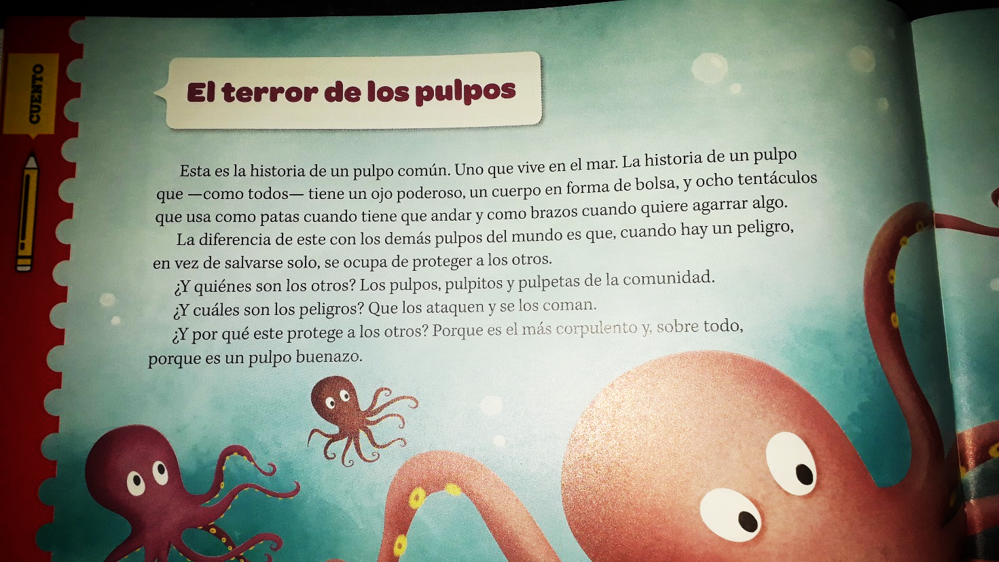 CUENTO
El terror de los pulpos
Esta es la historia de un pulpo común. Uno que vive en el mar. La historia de un pulpo
que —como todos— tiene un ojo poderoso, un cuerpo en forma de bolsa, y ocho tentáculos
que usa como patas cuando tiene que andar y como brazos cuando quiere agarrar algo.
La diferencia de este con los demás pulpos del mundo es que, cuando hay un peligro,
en vez de salvarse solo, se ocupa de proteger a los otros.
¿Y quiénes son los otros? Los pulpos, pulpitos y pulpetas de la comunidad.
¿Y cuáles son los peligros? Que los ataquen y se los coman.
¿Y por qué este protege a los otros? Porque es el más corpulento y, sobre todo,
porque es un pulpo buenazo.